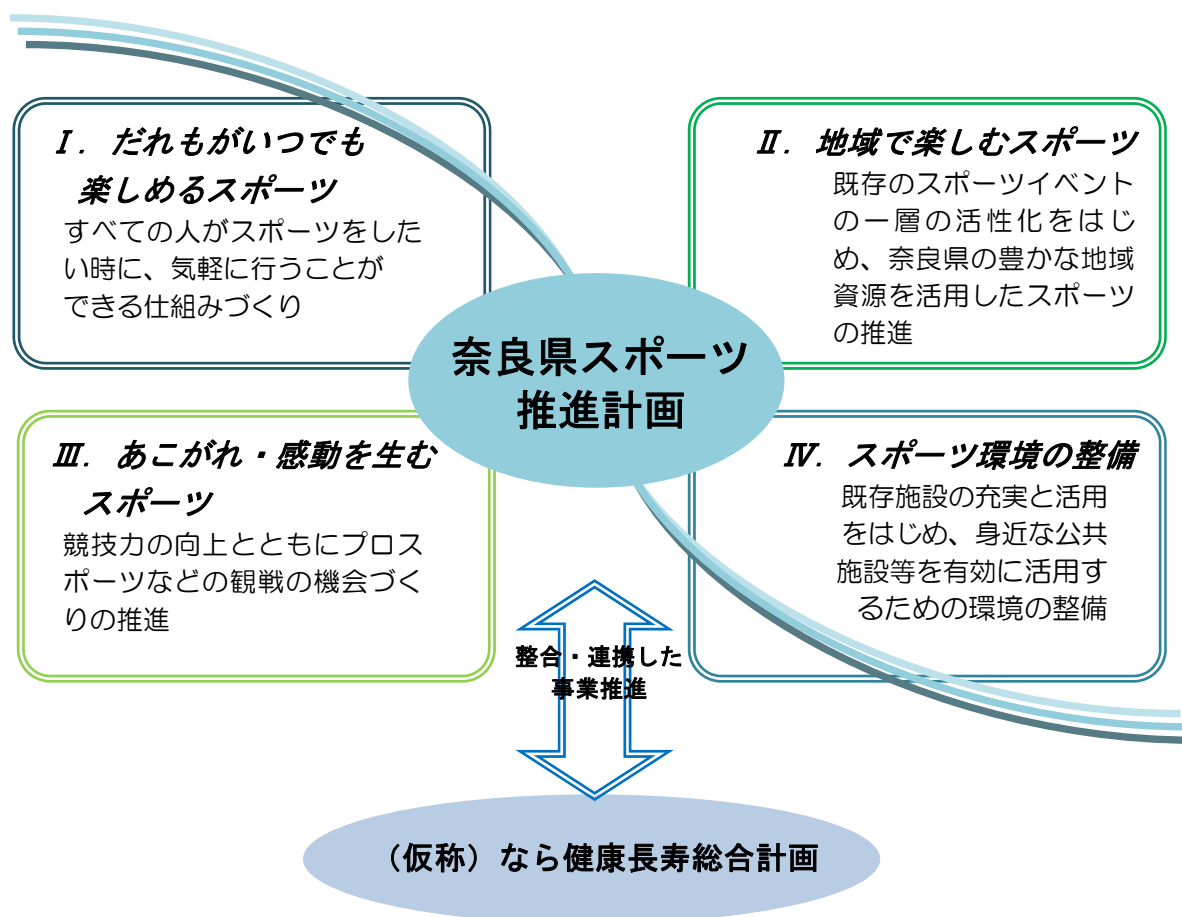 Ⅰ．だれもがいつでも
楽しめるスポーツ
すべての人がスポーツをした
い時に、気軽に行うことが
できる仕組みづくり
Ⅱ．地域で楽しむスポーツ
既存のスポーツイベント
の一層の活性化をはじ
め、奈良県の豊かな地域
資源を活用したスポーツ
の推進
奈良県スポーツ
推進計画
Ⅲ．あこがれ・感動を生む
スポーツ
競技力の向上とともにプロス
ポーツなどの観戦の機会づく
りの推進
Ⅳ．スポーツ環境の整備
既存施設の充実と活用
をはじめ、身近な公共
施設等を有効に活用す
るための環境の整備
整合・連携した
事業推進
（仮称）なら健康長寿総合計画